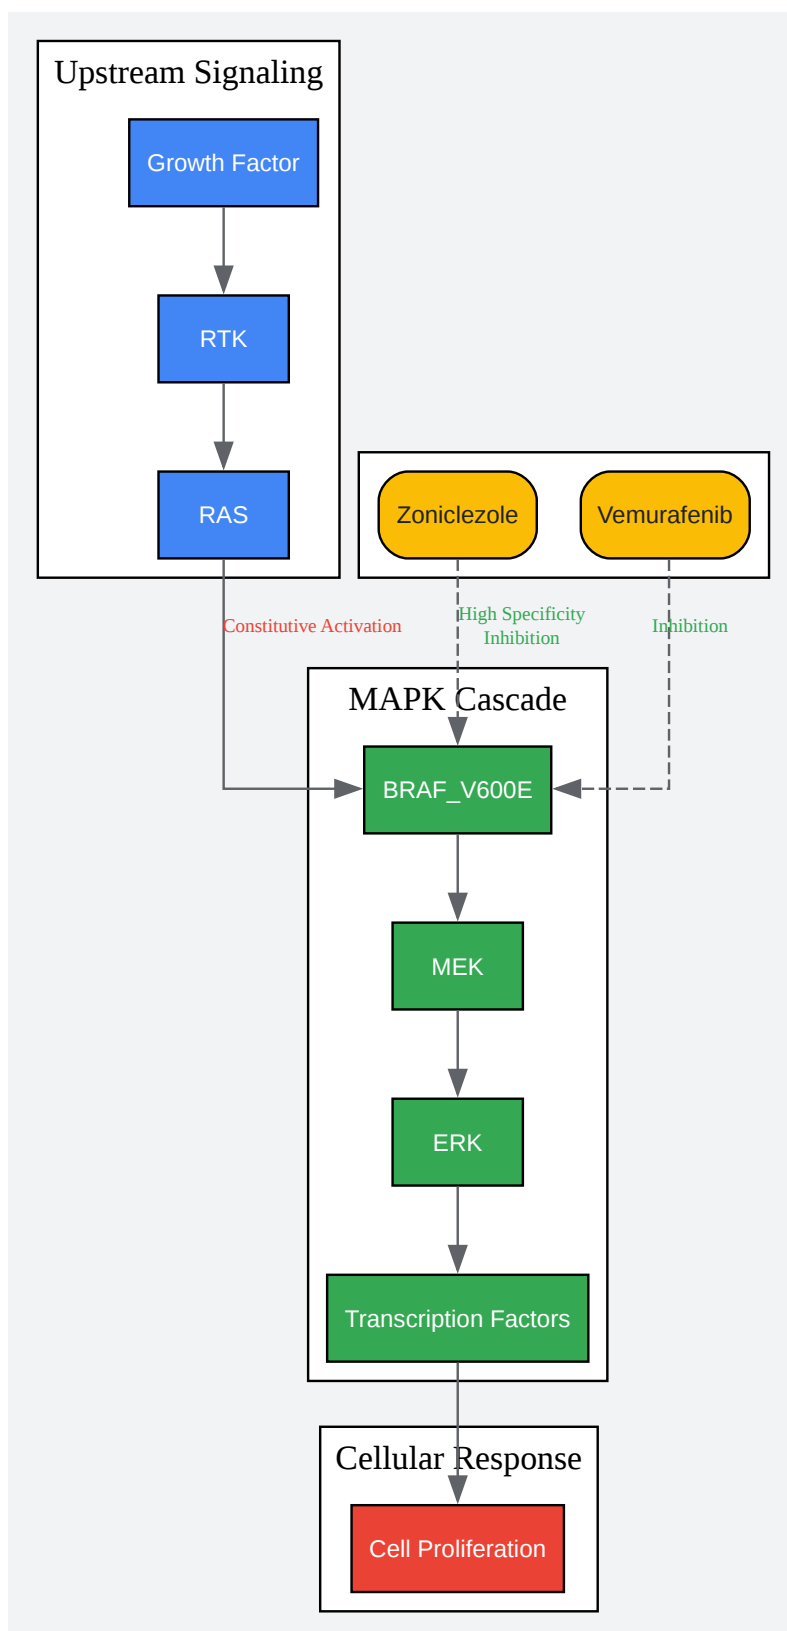 Upstream Signaling
Growth Factor
RTK
RAS
Zoniclezole
Vemurafenib
Constitutive Activation
High Specificity
Inhibition
Inhibition
MAPK Cascade
BRAF_V600E
MEK
ERK
Transcription Factors
Cellular Response
Cell Proliferation